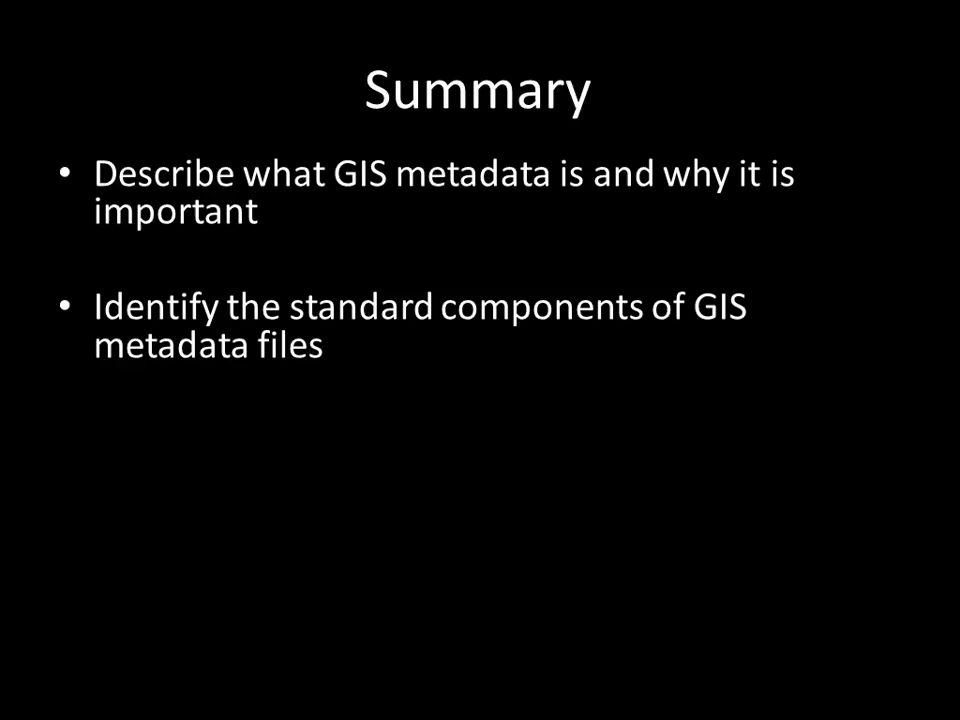 Summary
• Describe what GIS metadata is and why it is
important
• Identify the standard components of GIS
metadata files